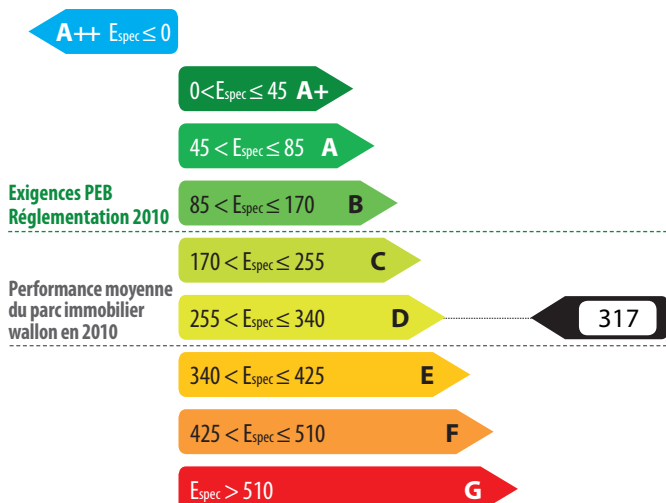 A++ Espec ≤ 0
0<Espec ≤ 45 A+
45 < Espec ≤ 85 A
Exigences PEB
Réglementation 2010
85 < Espec ≤ 170 B
170 < Espec ≤ 255 C
Performance moyenne
du parc immobilier
wallon en 2010
255 < Espec ≤ 340 D
317
340 < Espec ≤ 425 E
425 < Espec ≤ 510 F
Espec > 510 G